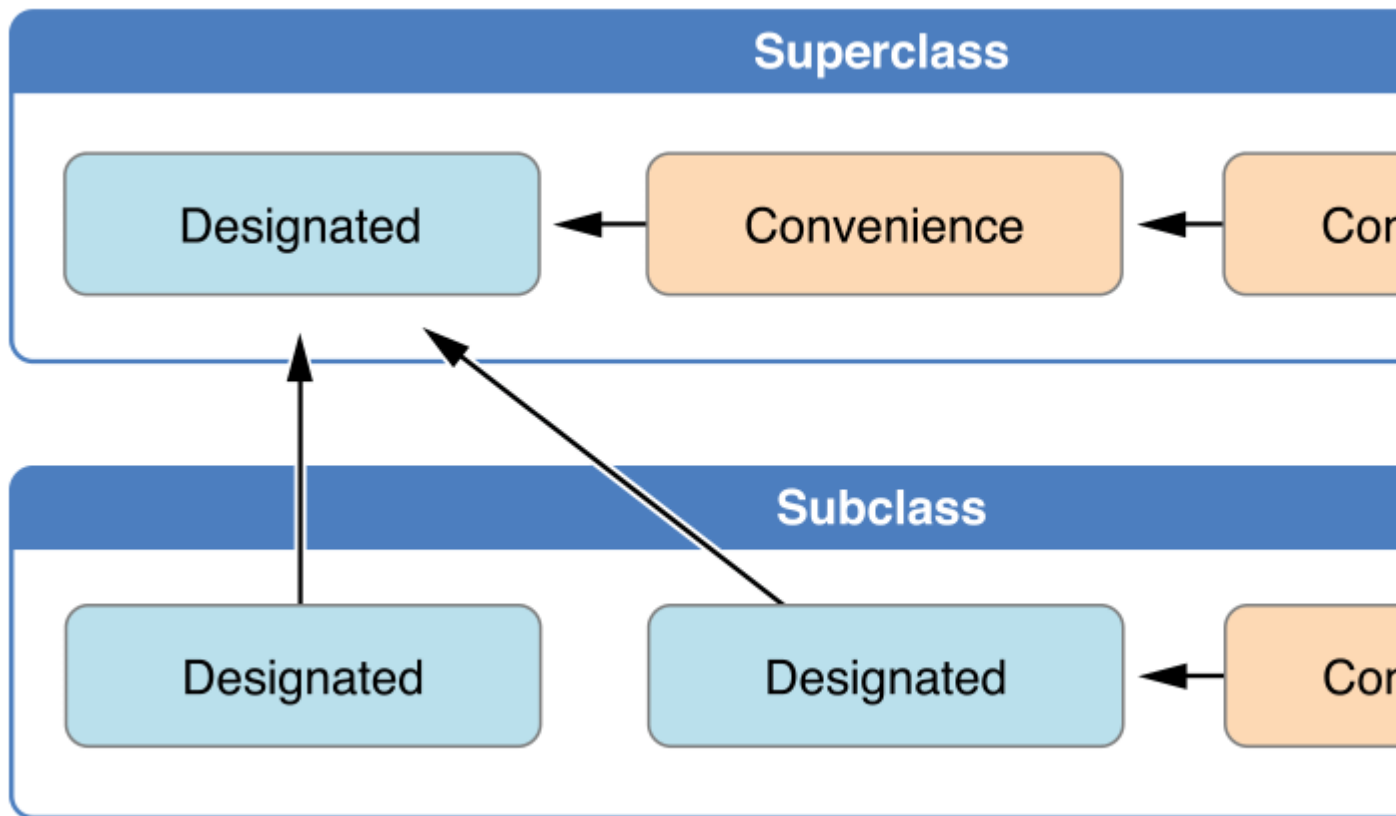 Superclass
Designated
Convenience
Subclass
Designated
Designated